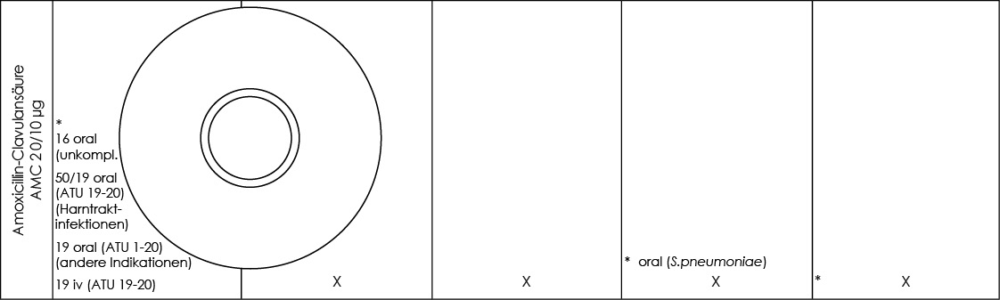 Amoxicillin-Clavulansäure
AMC 20/10 µg
*
16 oral
(unkompl.
50/19 oral
(ATU 19-20)
(Harntrakt-
infektionen)
19 oral (ATU 1-20)
(andere Indikationen)
19 iv (ATU 19-20)
X
X
* oral (S.pneumoniae)
X
* X